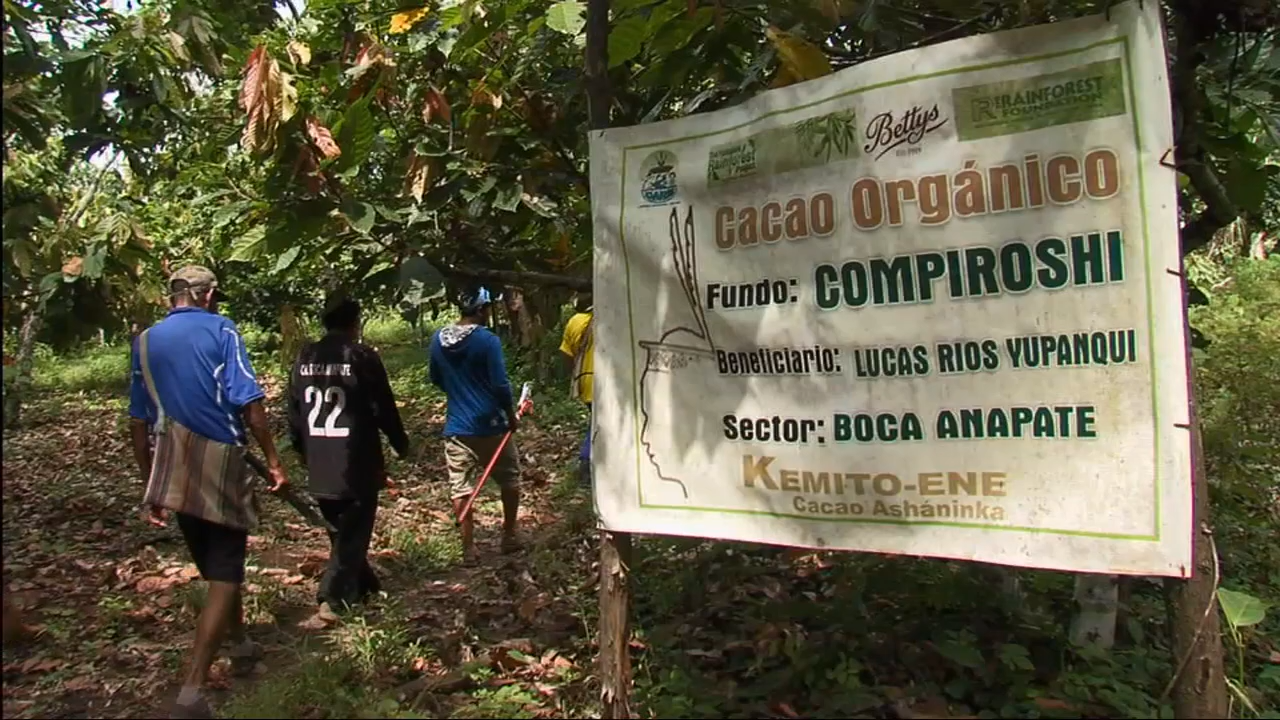 Bettys
RAINFOREST
FOUNDATION
Rainforest
Cacao Orgánico
Fundo: COMPIROSHI
Beneficiario: LUCAS RIOS YUPANQUI
Sector: BOCA ANAPATE
KEMITO-ENE
Cacao Asháninka
22